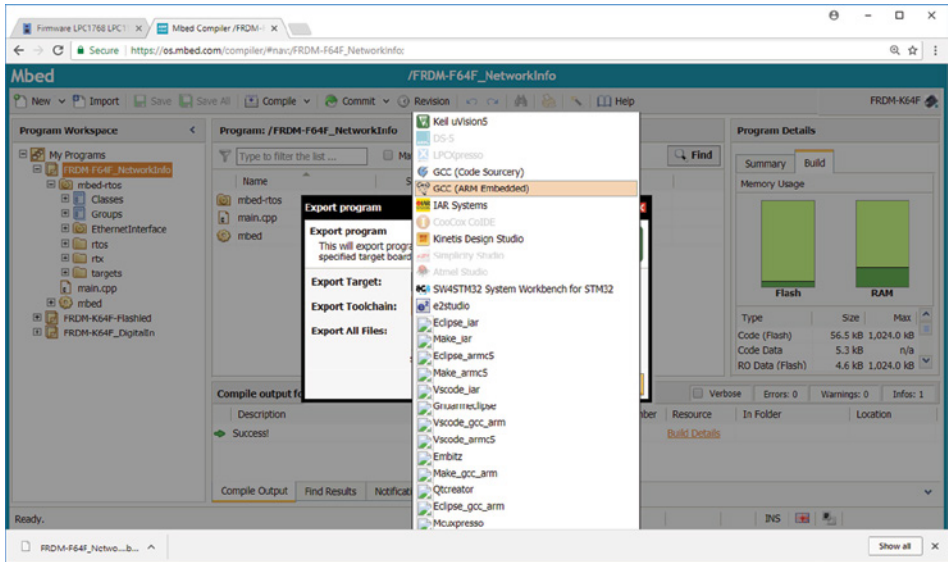 Firmware LPC1768 LPC1
Mbed Compiler /FRDM-
Secure | https://os.mbed.com/compiler/#nav:/FRDM-F64F_NetworkInfo:
Mbed
/FRDM-F64F_NetworkInfo
New Import Save Save All Compile Commit Revision Help FRDM-K64F
Program Workspace
My Programs
FRDM-F64F_NetworkInfo
mbed-rtos
Classes
Groups
EthernetInterface
rtos
rtx
targets
main.cpp
mbed
FRDM-K64F-Flashled
FRDM-K64F_DigitalIn
Program: /FRDM-F64F_NetworkInfo
Type to filter the list ...
Ma
Find
Name
S
mbed-rtos
main.cpp
mbed
Export program
Export program
This will export progra
specified target board
Export Target:
Export Toolchain:
Export All Files:
Keil uVision5
DS-5
LPCXpresso
GCC (Code Sourcery)
GCC (ARM Embedded)
IAR Systems
CooCox CoIDE
Kinetis Design Studio
Simplicity Studio
Atmel Studio
SW4STM32 System Workbench for STM32
e2studio
Eclipse_iar
Make_iar
Eclipse_armc5
Make_armc5
Vscode_iar
Gnuarmeclipse
Vscode_gcc_arm
Vscode_armc5
Embitz
Make_gcc_arm
Qtcreator
Eclipse_gcc_arm
Mcuxpresso
Program Details
Summary Build
Memory Usage
Flash RAM
Type Size Max
Code (Flash) 56.5 kB 1,024.0 kB
Code Data 5.3 kB n/a
RO Data (Flash) 4.6 kB 1,024.0 kB
Compile output fo
Verbose Errors: 0 Warnings: 0 Infos: 1
Description
mber Resource In Folder Location
Success!
Build Details
Compile Output Find Results Notificat
Ready.
INS
FRDM-F64F_Netwo....b...
Show all